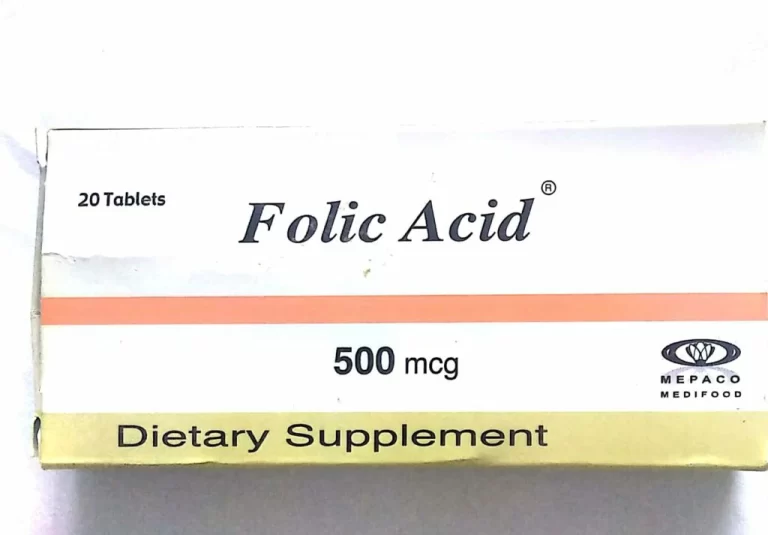 20 Tablets
Folic Acid®
500 mcg
MEPACO
MEDIFOOD
Dietary Supplement